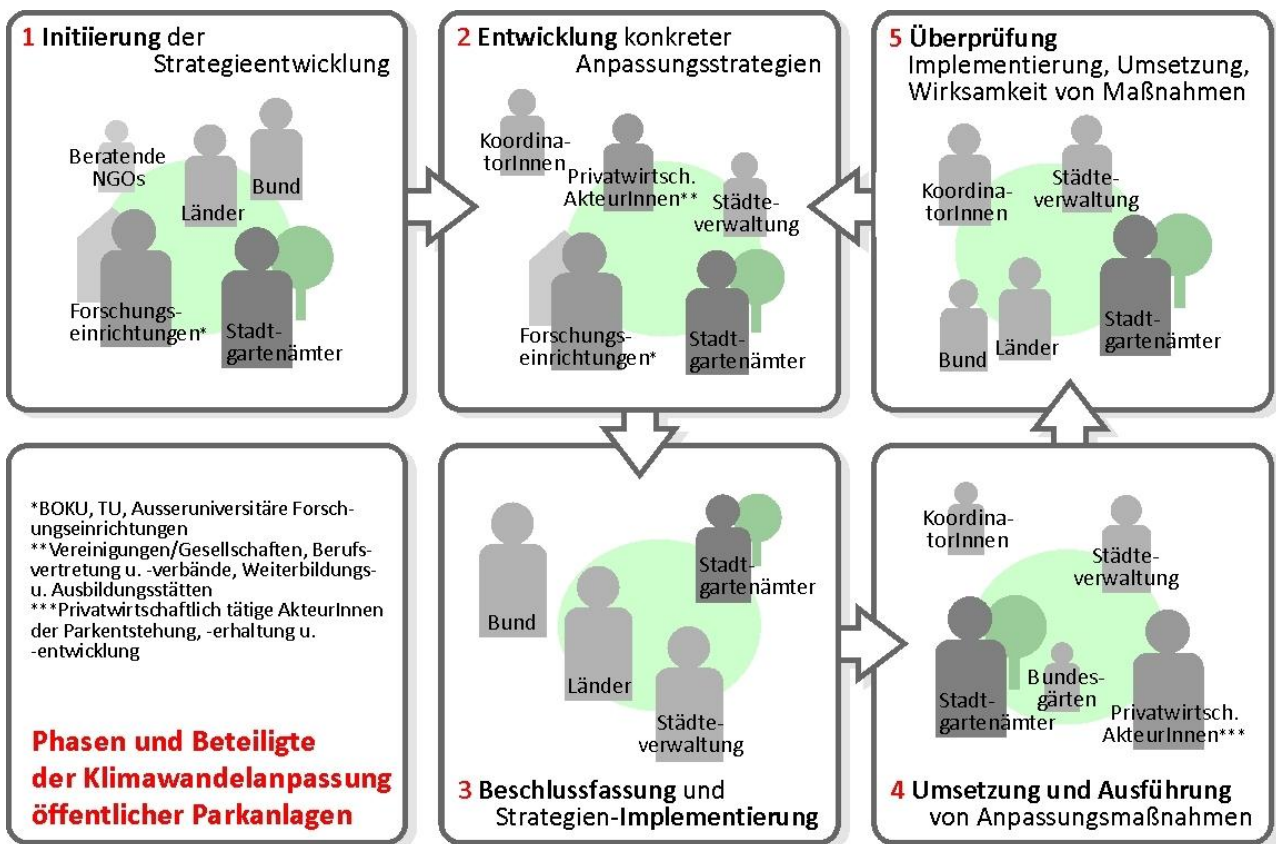 1 Initiierung der
Strategieentwicklung
Beratende
NGOs
Länder
Bund
Forschungs-
einrichtungen*
Stadt-
gartenämter
2 Entwicklung konkreter
Anpassungsstrategien
Koordina-
torInnen
Privatwirtsch.
AkteurInnen**
Städte-
verwaltung
Forschungs-
einrichtungen*
Stadt-
gartenämter
5 Überprüfung
Implementierung, Umsetzung,
Wirksamkeit von Maßnahmen
Koordina-
torInnen
Städte-
verwaltung
Bund
Länder
Stadt-
gartenämter
*BOKU, TU, Ausseruniversitäre Forsch-
ungseinrichtungen
**Vereinigungen/Gesellschaften, Berufs-
vertretung u. -verbände, Weiterbildungs-
u. Ausbildungsstätten
***Privatwirtschaftlich tätige AkteurInnen
der Parkentstehung, -erhaltung u.
-entwicklung
Phasen und Beteiligte
der Klimawandelanpassung
öffentlicher Parkanlagen
Bund
Länder
Städte-
verwaltung
Stadt-
gartenämter
3 Beschlussfassung und
Strategien-Implementierung
Koordina-
torInnen
Städte-
verwaltung
Stadt-
gartenämter
Bundes-
gärten
Privatwirtsch.
AkteurInnen***
4 Umsetzung und Ausführung
von Anpassungsmaßnahmen